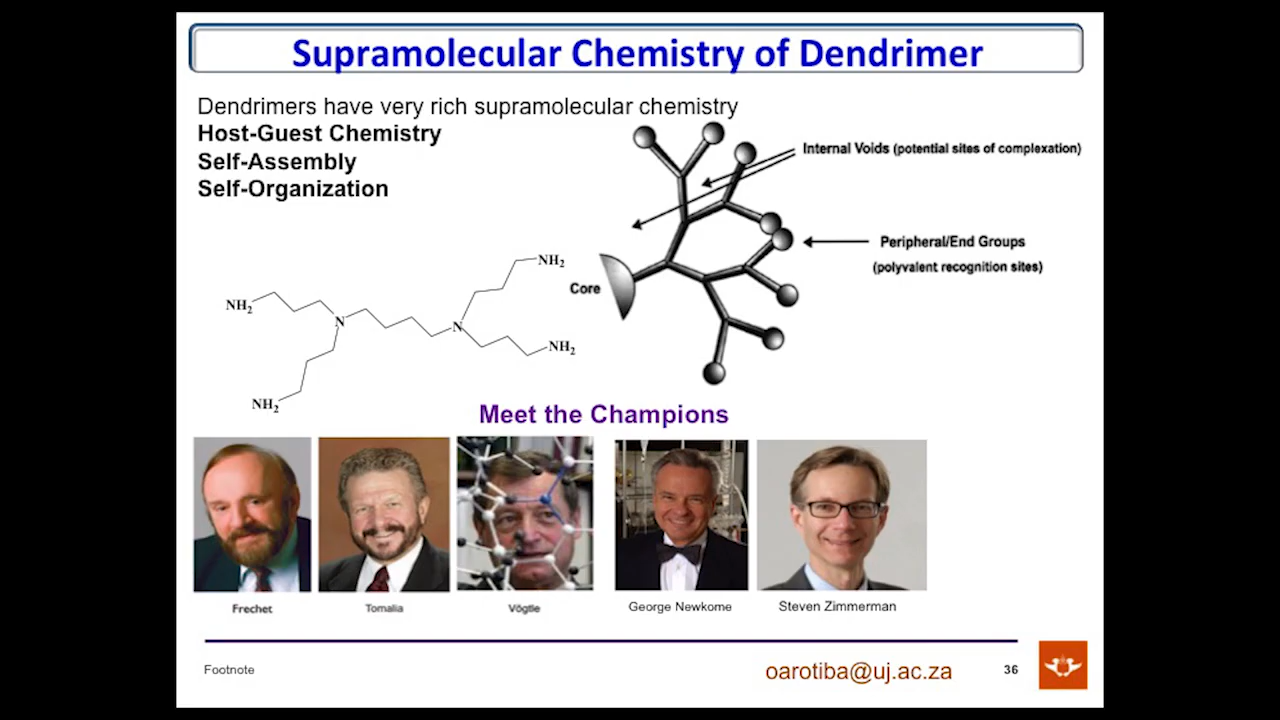 Supramolecular Chemistry of Dendrimer
Dendrimers have very rich supramolecular chemistry
Host-Guest Chemistry
Self-Assembly
Self-Organization
Internal Voids (potential sites of complexation)
Peripheral/End Groups
(polyvalent recognition sites)
Core
NH2
NH2
N
N
NH2
NH2
Meet the Champions
Frechet
Tomalia
Vögtle
George Newkome
Steven Zimmerman
Footnote
oarotiba@uj.ac.za
36